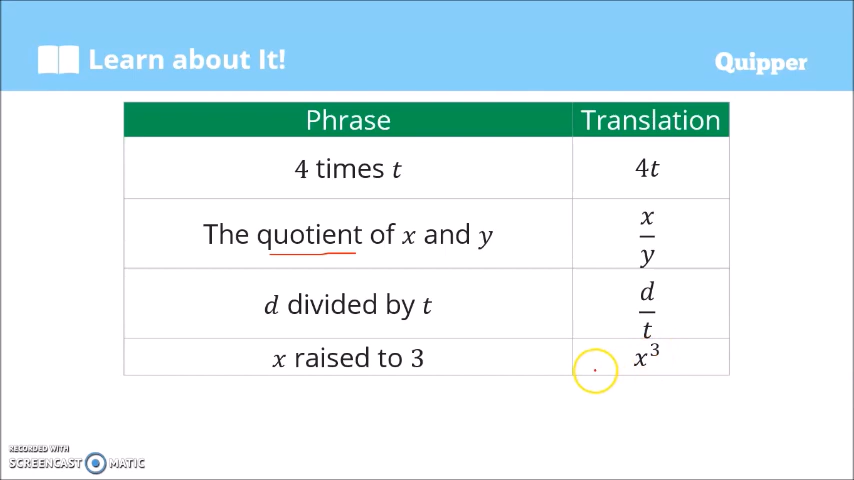 Learn about It!
Quipper
Phrase Translation
4 times t 4t
The quotient of x and y x/y
d divided by t d/t
x raised to 3 x³
RECORDED WITH
SCREENCAST MATIC